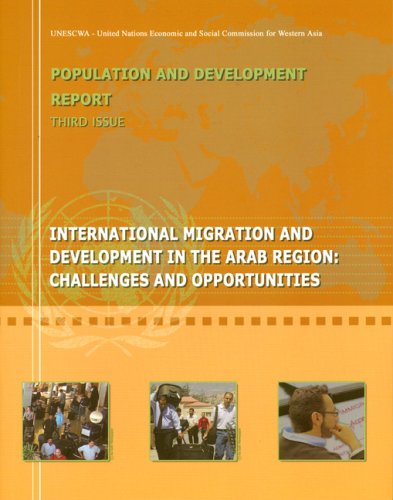 UNESCWA - United Nations Economic and Social Commission for Western Asia
POPULATION AND DEVELOPMENT
REPORT
THIRD ISSUE
INTERNATIONAL MIGRATION AND
DEVELOPMENT IN THE ARAB REGION:
CHALLENGES AND OPPORTUNITIES